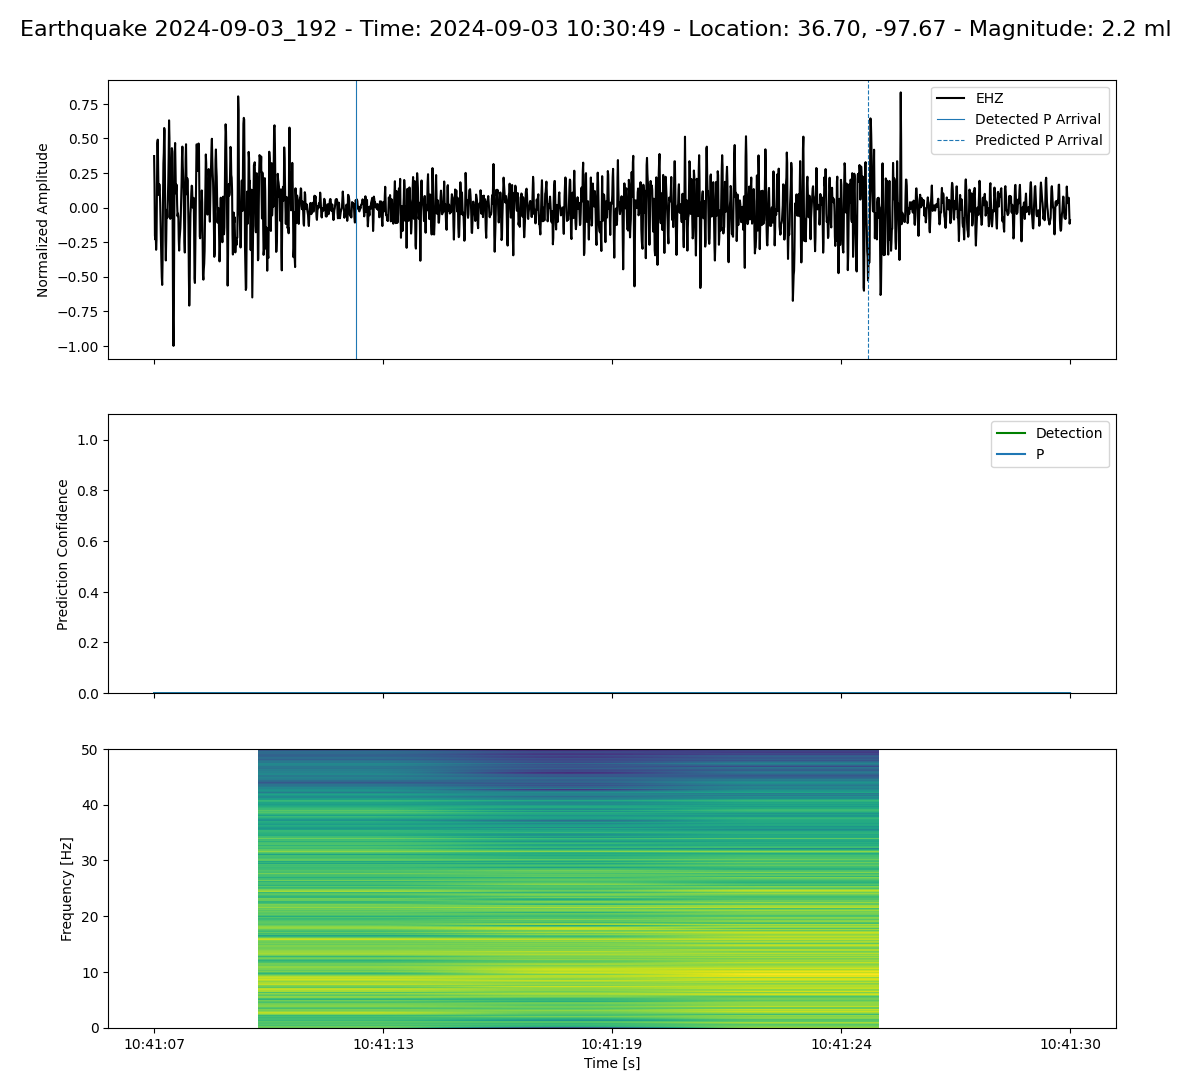 Earthquake 2024-09-03_192 - Time: 2024-09-03 10:30:49 - Location: 36.70, -97.67 - Magnitude: 2.2 ml
EHZ
Detected P Arrival
Predicted P Arrival
Normalized Amplitude
0.75
0.50
0.25
0.00
−0.25
−0.50
−0.75
−1.00
Detection
P
Prediction Confidence
1.0
0.8
0.6
0.4
0.2
0.0
Frequency [Hz]
50
40
30
20
10
0
10:41:07
10:41:13
10:41:19
10:41:24
10:41:30
Time [s]